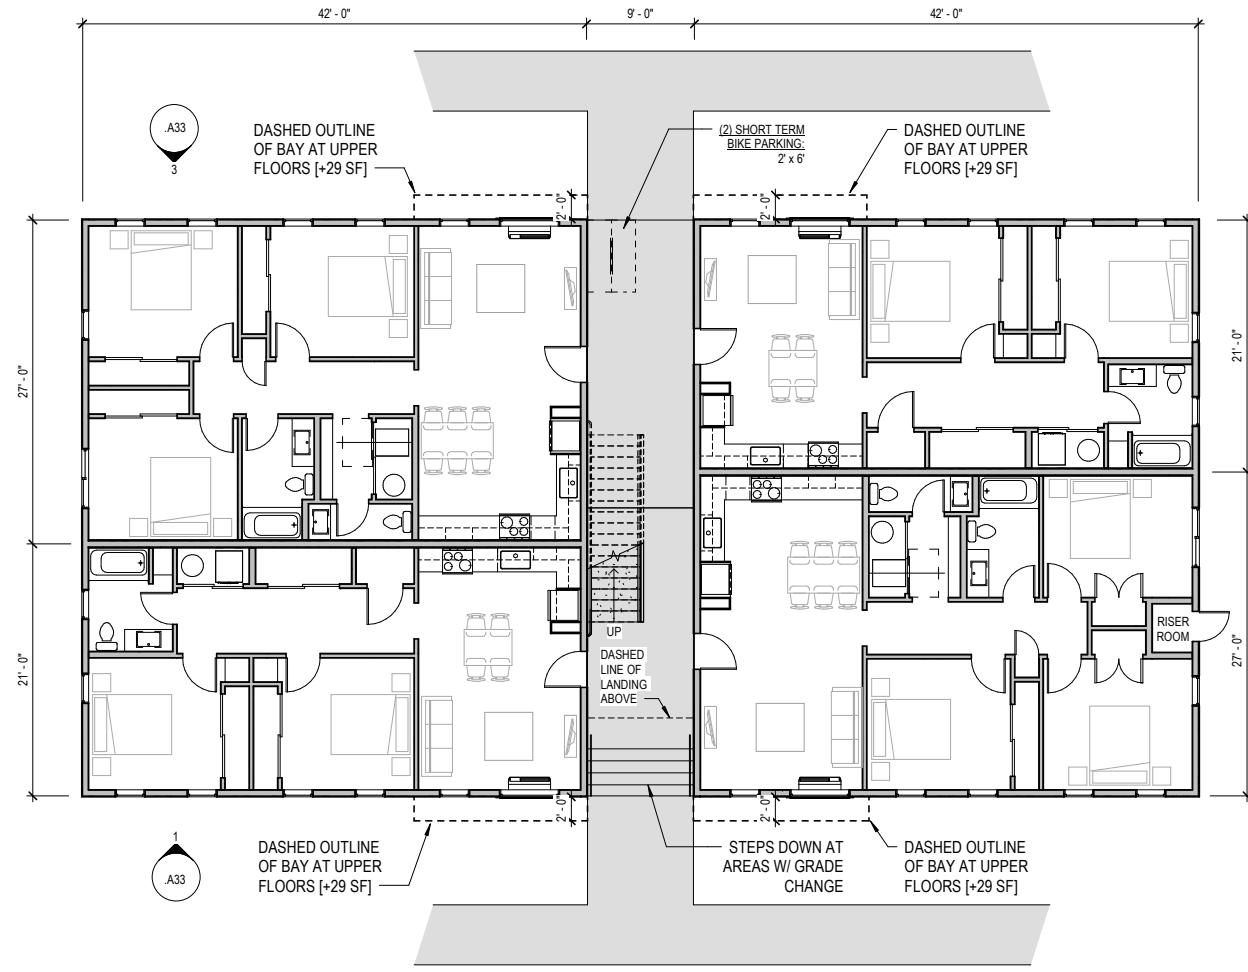 42' - 0"
9' - 0"
42' - 0"
.A33
3
DASHED OUTLINE
OF BAY AT UPPER
FLOORS [+29 SF]
(2) SHORT TERM
BIKE PARKING:
2' x 6'
DASHED OUTLINE
OF BAY AT UPPER
FLOORS [+29 SF]
2' - 0"
2' - 0"
27' - 0"
21' - 0"
21' - 0"
27' - 0"
UP
DASHED
LINE OF
LANDING
ABOVE
RISER
ROOM
2' - 0"
2' - 0"
1
.A33
DASHED OUTLINE
OF BAY AT UPPER
FLOORS [+29 SF]
STEPS DOWN AT
AREAS W/ GRADE
CHANGE
DASHED OUTLINE
OF BAY AT UPPER
FLOORS [+29 SF]